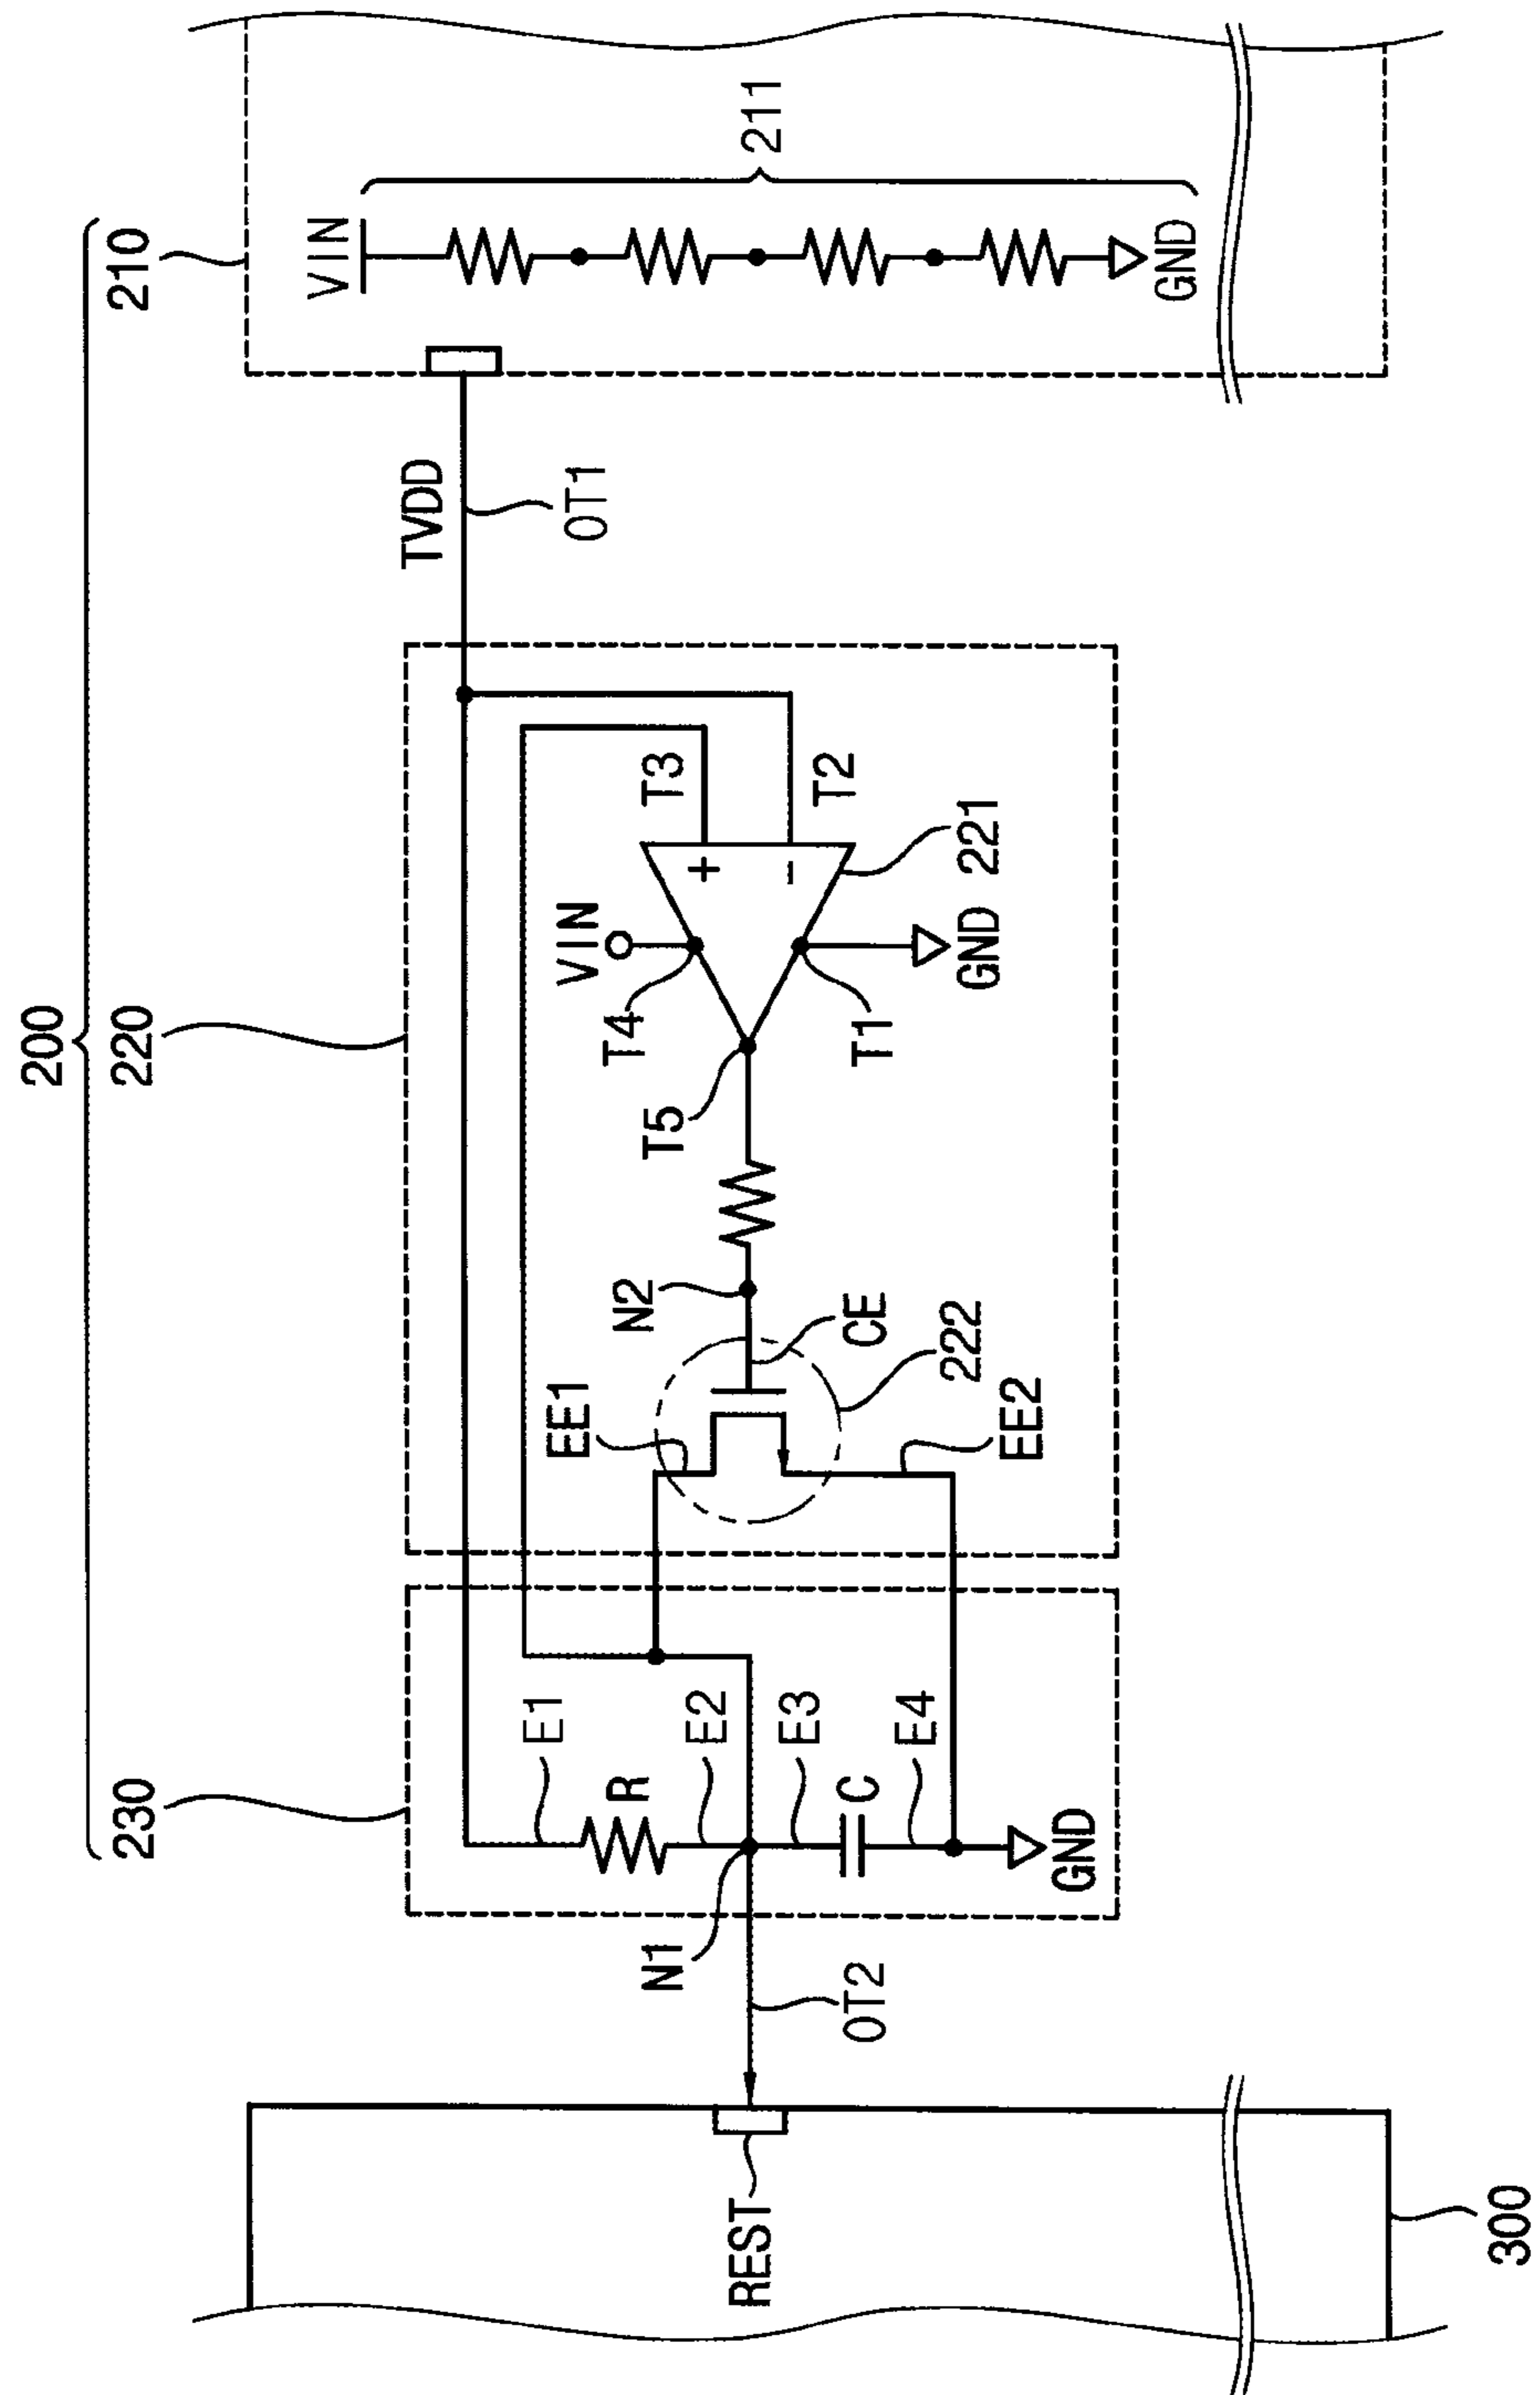 200
210
220
230
VIN
211
GND
TVDD
OT1
T3
T2
+
-
221
VIN
GND
T4
T1
T5
N2
CE
222
EE1
EE2
E1
R
E2
E3
C
E4
GND
N1
OT2
REST
300